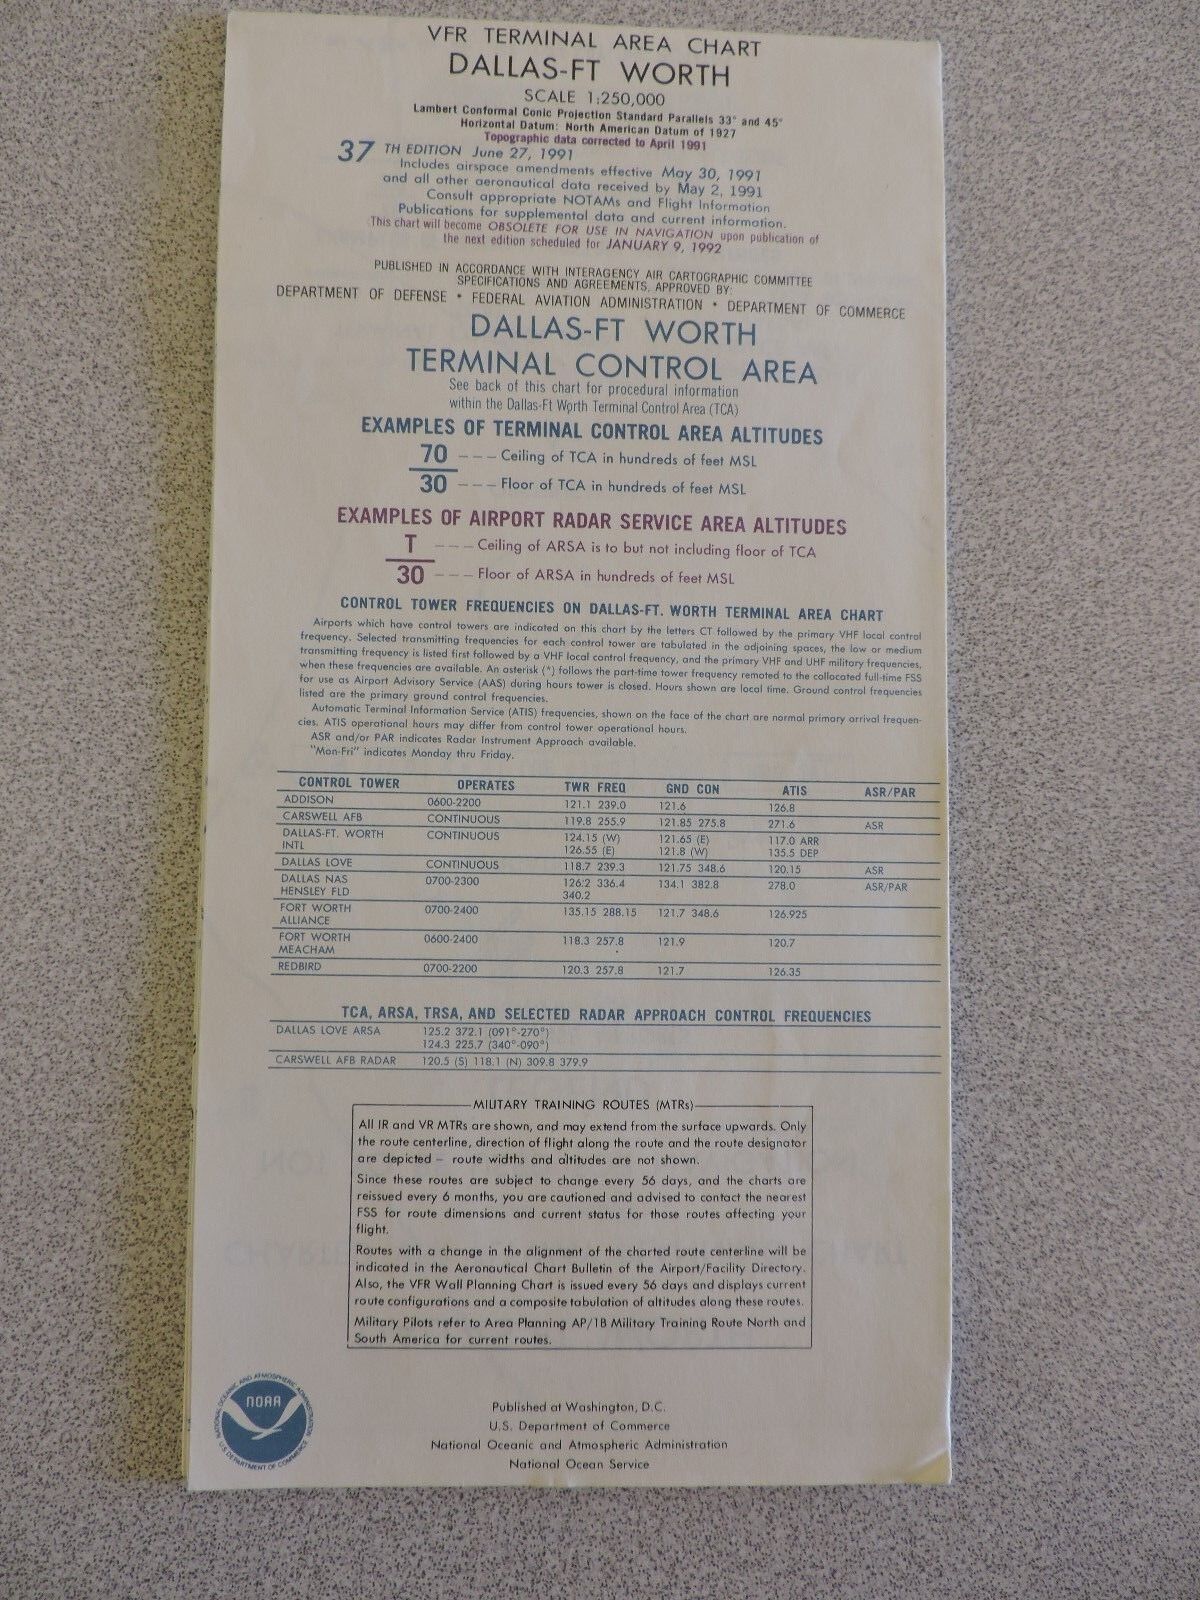 VFR TERMINAL AREA CHART
DALLAS-FT WORTH
SCALE 1:250,000
Lambert Conformal Conic Projection Standard Parallels 33° and 45°
Horizontal Datum: North American Datum of 1927
Topographic data corrected to April 1991
37 TH EDITION June 27, 1991
Includes airspace amendments effective May 30, 1991
and all other aeronautical data received by May 2, 1991
Consult appropriate NOTAMs and Flight Information
Publications for supplemental data and current information.
This chart will become OBSOLETE FOR USE IN NAVIGATION upon publication of
the next edition scheduled for JANUARY 9, 1992
PUBLISHED IN ACCORDANCE WITH INTERAGENCY AIR CARTOGRAPHIC COMMITTEE
SPECIFICATIONS AND AGREEMENTS, APPROVED BY:
DEPARTMENT OF DEFENSE • FEDERAL AVIATION ADMINISTRATION • DEPARTMENT OF COMMERCE
DALLAS-FT WORTH
TERMINAL CONTROL AREA
See back of this chart for procedural information
within the Dallas-Ft Worth Terminal Control Area (TCA)
EXAMPLES OF TERMINAL CONTROL AREA ALTITUDES
70 --- Ceiling of TCA in hundreds of feet MSL
30 --- Floor of TCA in hundreds of feet MSL
EXAMPLES OF AIRPORT RADAR SERVICE AREA ALTITUDES
T --- Ceiling of ARSA is to but not including floor of TCA
30 --- Floor of ARSA in hundreds of feet MSL
CONTROL TOWER FREQUENCIES ON DALLAS-FT. WORTH TERMINAL AREA CHART
Airports which have control towers are indicated on this chart by the letters CT followed by the primary VHF local control
frequency. Selected transmitting frequencies for each control tower are tabulated in the adjoining spaces, the low or medium
transmitting frequency is listed first followed by a VHF local control frequency, and the primary VHF and UHF military frequencies,
when these frequencies are available. An asterisk (*) follows the part-time tower frequency remoted to the collocated full-time FSS
for use as Airport Advisory Service (AAS) during hours tower is closed. Hours shown are local time. Ground control frequencies
listed are the primary ground control frequencies.
Automatic Terminal Information Service (ATIS) frequencies, shown on the face of the chart are normal primary arrival frequen-
cies. ATIS operational hours may differ from control tower operational hours.
ASR and/or PAR indicates Radar Instrument Approach available.
"Mon-Fri" indicates Monday thru Friday.
CONTROL TOWER OPERATES TWR FREQ GND CON ATIS ASR/PAR
ADDISON 0600-2200 121.1 239.0 121.6 126.8
CARSWELL AFB CONTINUOUS 119.8 255.9 121.85 275.8 271.6 ASR
DALLAS-FT. WORTH CONTINUOUS 124.15 (W) 121.65 (E) 117.0 ARR
INTL 126.55 (E) 121.8 (W) 135.5 DEP
DALLAS LOVE CONTINUOUS 118.7 239.3 121.75 348.6 120.15 ASR
DALLAS NAS 0700-2300 126.2 336.4 134.1 382.8 278.0 ASR/PAR
HENSLEY FLD 340.2
FORT WORTH 0700-2400 135.15 288.15 121.7 348.6 126.925
ALLIANCE
FORT WORTH 0600-2400 118.3 257.8 121.9 120.7
MEACHAM
REDBIRD 0700-2200 120.3 257.8 121.7 126.35
TCA, ARSA, TRSA, AND SELECTED RADAR APPROACH CONTROL FREQUENCIES
DALLAS LOVE ARSA 125.2 372.1 (091°-270°)
124.3 225.7 (340°-090°)
CARSWELL AFB RADAR 120.5 (S) 118.1 (N) 309.8 379.9
MILITARY TRAINING ROUTES (MTRs)
All IR and VR MTRs are shown, and may extend from the surface upwards. Only
the route centerline, direction of flight along the route and the route designator
are depicted – route widths and altitudes are not shown.
Since these routes are subject to change every 56 days, and the charts are
reissued every 6 months, you are cautioned and advised to contact the nearest
FSS for route dimensions and current status for those routes affecting your
flight.
Routes with a change in the alignment of the charted route centerline will be
indicated in the Aeronautical Chart Bulletin of the Airport/Facility Directory.
Also, the VFR Wall Planning Chart is issued every 56 days and displays current
route configurations and a composite tabulation of altitudes along these routes.
Military Pilots refer to Area Planning AP/1B Military Training Route North and
South America for current routes.
NATIONAL OCEANIC AND ATMOSPHERIC ADMINISTRATION
NOAA
U.S. DEPARTMENT OF COMMERCE
Published at Washington, D.C.
U.S. Department of Commerce
National Oceanic and Atmospheric Administration
National Ocean Service